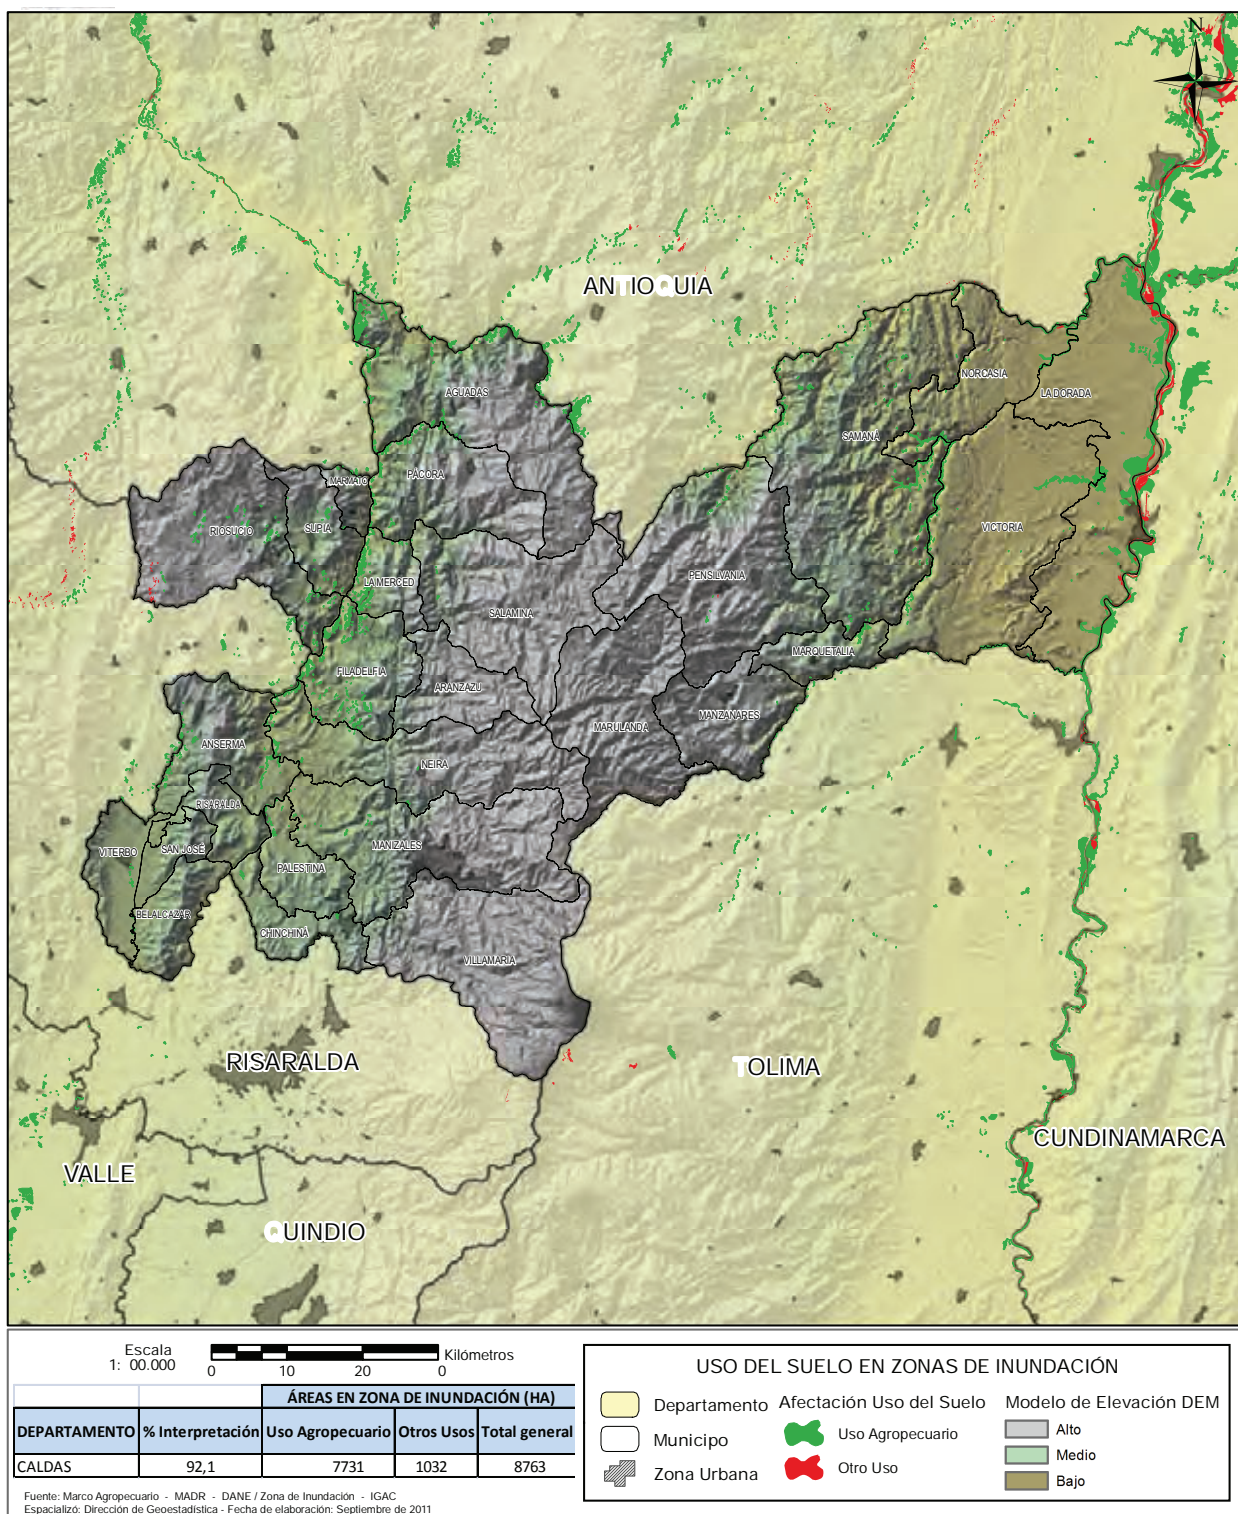 N
ANTIOQUIA
NORCASIA
LA DORADA
AGUADAS
SAMANÁ
PÁCORA
MARMATO
RIOSUCIO
SUPIA
VICTORIA
LA MERCED
PENSILVANIA
SALAMINA
MARQUETALIA
FILADELFIA
ARANZAZU
MANZANARES
MARULANDA
ANSERMA
NEIRA
RISARALDA
VITERBO
SAN JOSÉ
MANIZALES
PALESTINA
BELALCAZAR
CHINCHINÁ
VILLAMARIA
RISARALDA
TOLIMA
CUNDINAMARCA
VALLE
QUINDIO
Escala
1: 00.000
Kilómetros
0 10 20 0
ÁREAS EN ZONA DE INUNDACIÓN (HA)
DEPARTAMENTO % Interpretación Uso Agropecuario Otros Usos Total general
CALDAS 92,1 7731 1032 8763
Fuente: Marco Agropecuario - MADR - DANE / Zona de Inundación - IGAC
Espacializó: Dirección de Geoestadística - Fecha de elaboración: Septiembre de 2011
USO DEL SUELO EN ZONAS DE INUNDACIÓN
Departamento
Municipo
Zona Urbana
Afectación Uso del Suelo
Uso Agropecuario
Otro Uso
Modelo de Elevación DEM
Alto
Medio
Bajo